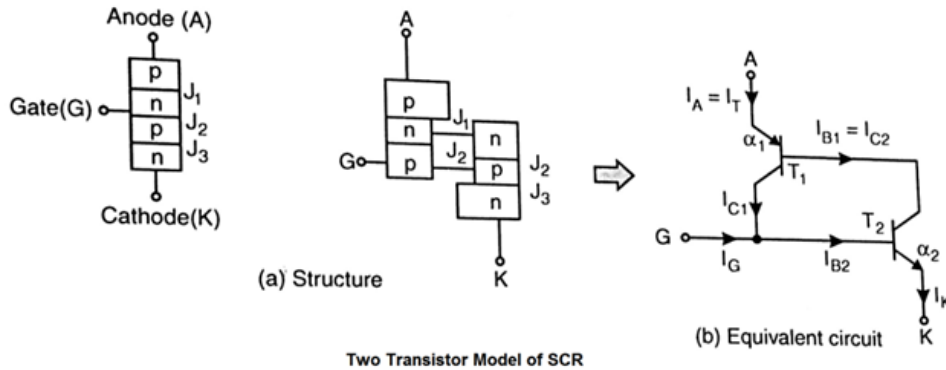 Anode (A)
p
n
p
n
J1
J2
J3
Gate(G)
Cathode(K)
A
p
n
p
J1
J2
G
n
p
n
J2
J3
K
(a) Structure
A
IA = IT
α1
T1
IB1 = IC2
IC1
G
IG
IB2
T2
α2
IK
K
(b) Equivalent circuit
Two Transistor Model of SCR